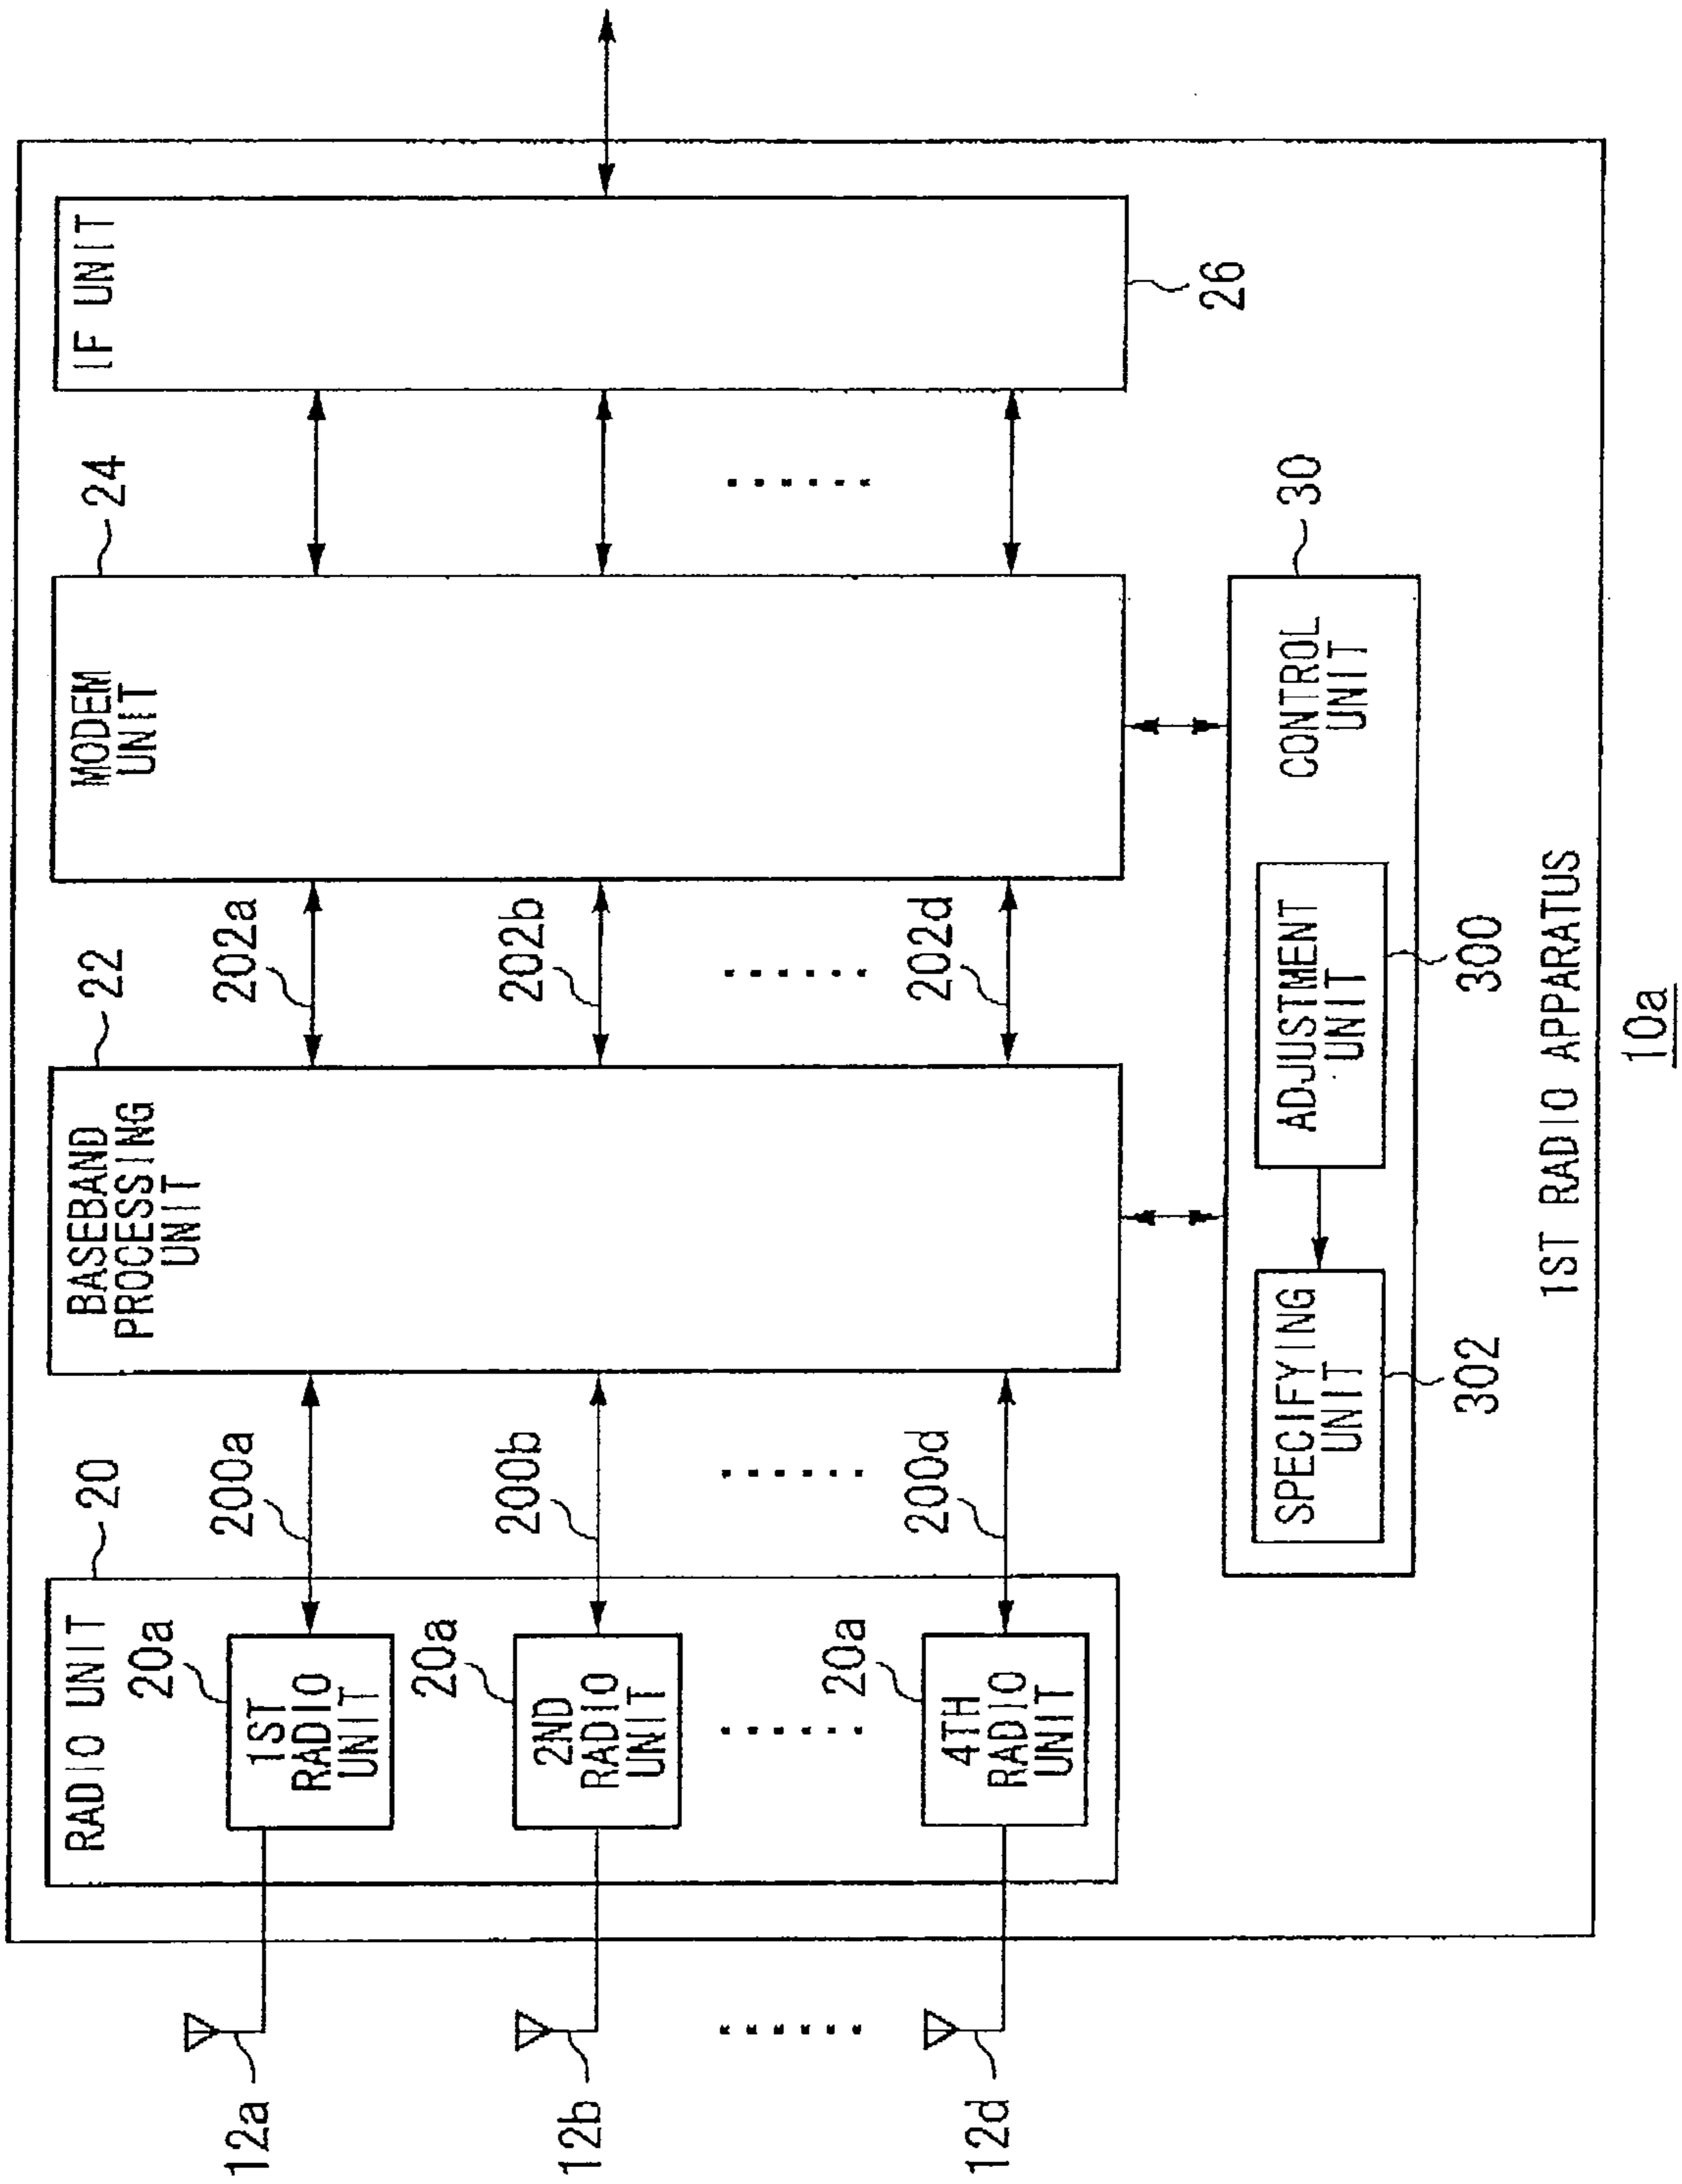 RADIO UNIT
20
BASEBAND
PROCESSING
UNIT
22
MODEM
UNIT
24
IF UNIT
26
12a
20a
1ST
RADIO
UNIT
200a
202a
12b
20a
2ND
RADIO
UNIT
200b
202b
12d
20a
4TH
RADIO
UNIT
200d
202d
SPECIFYING
UNIT
302
ADJUSTMENT
UNIT
300
CONTROL
UNIT
30
1ST RADIO APPARATUS
10a